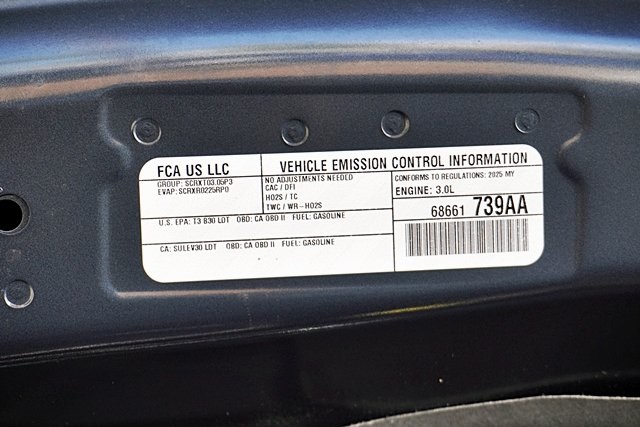 FCA US LLC
GROUP: SCRXT03.05P3
EVAP: SCRXR0225RP0
VEHICLE EMISSION CONTROL INFORMATION
NO ADJUSTMENTS NEEDED
CAC / DFI
HO2S / TC
TWC / WR-HO2S
CONFORMS TO REGULATIONS: 2025 MY
ENGINE: 3.0L
68661 739AA
U.S. EPA: T3 B30 LDT OBD: CA OBD II FUEL: GASOLINE
CA: SULEV30 LDT OBD: CA OBD II FUEL: GASOLINE